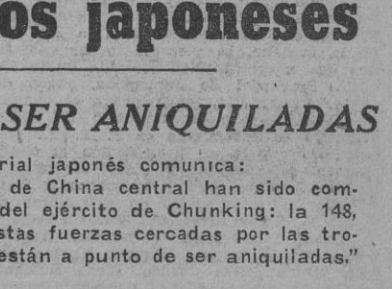 os japoneses
SER ANIQUILADAS
rial japonés comunica:
de China central han sido com-
del ejército de Chunking: la 148,
stas fuerzas cercadas por las tro-
están a punto de ser aniquiladas."